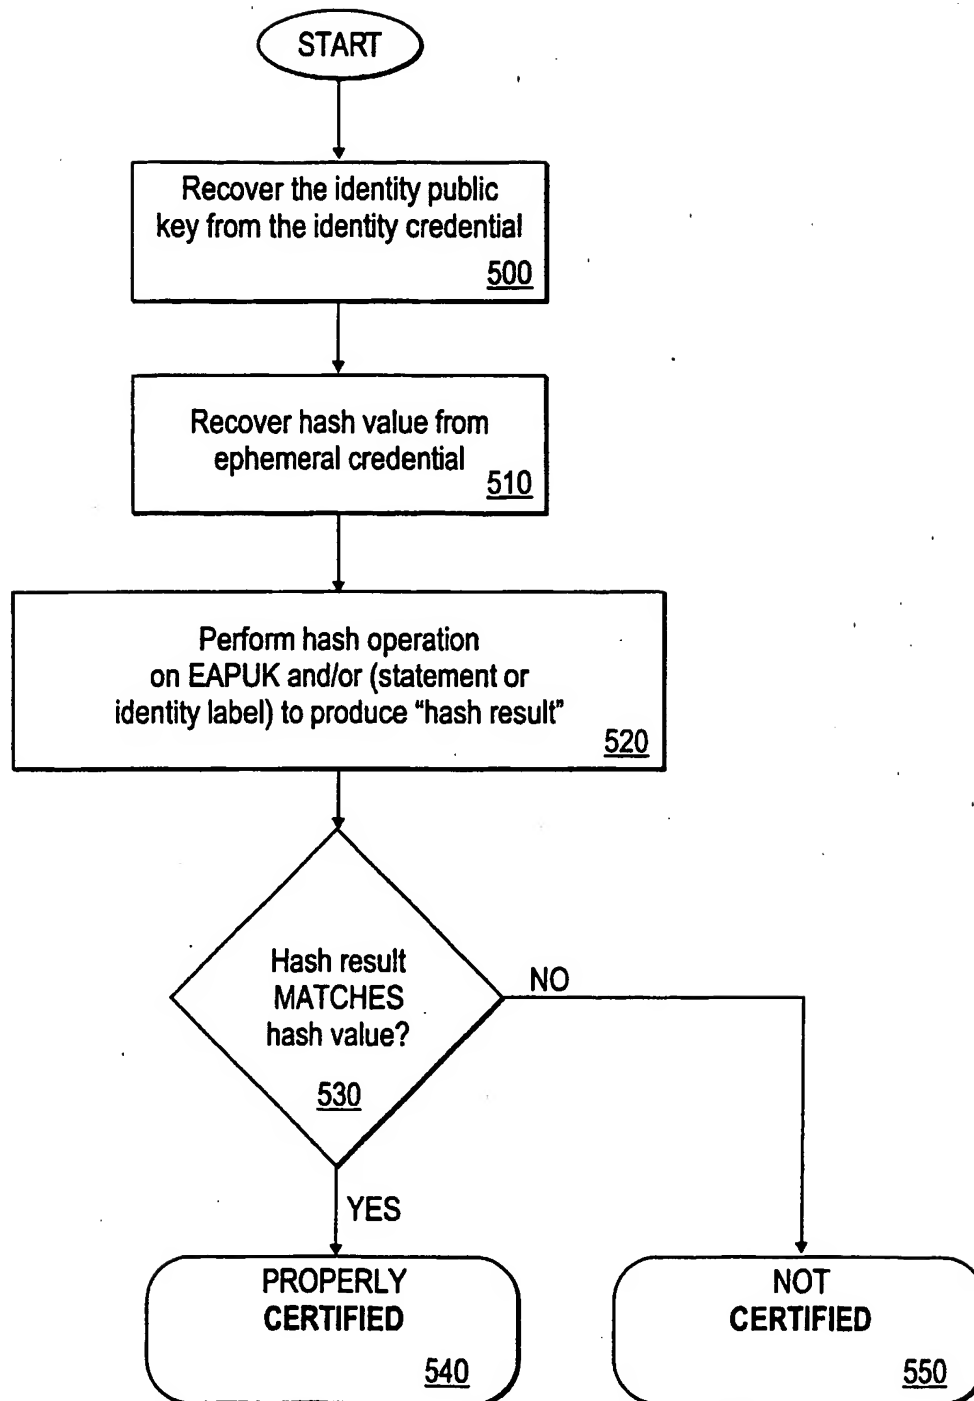 START
Recover the identity public
key from the identity credential
500
Recover hash value from
ephemeral credential
510
Perform hash operation
on EAPUK and/or (statement or
identity label) to produce “hash result”
520
Hash result
MATCHES
hash value?
530
NO
YES
PROPERLY
CERTIFIED
540
NOT
CERTIFIED
550